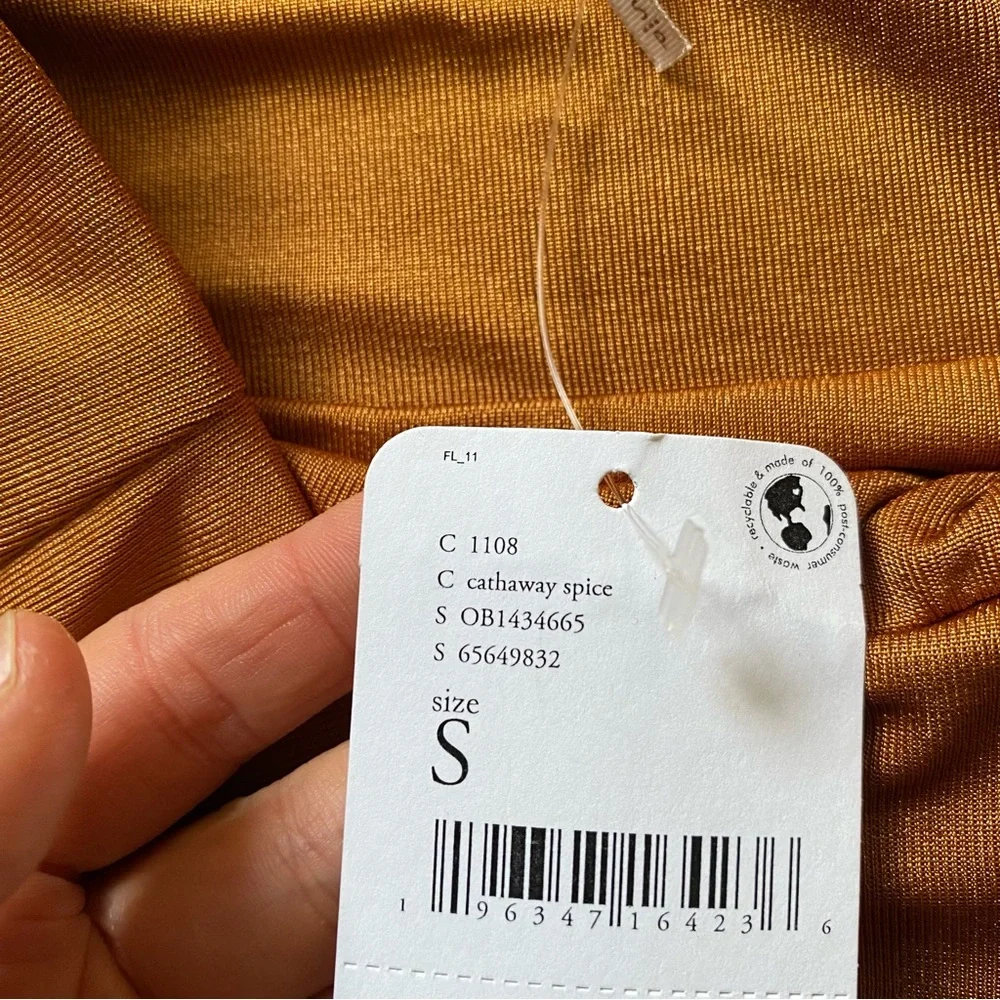 FL_11
recyclable & made of 100% post-consumer waste •
C 1108
C cathaway spice
S OB1434665
S 65649832
size
S
1 96347 16423 6